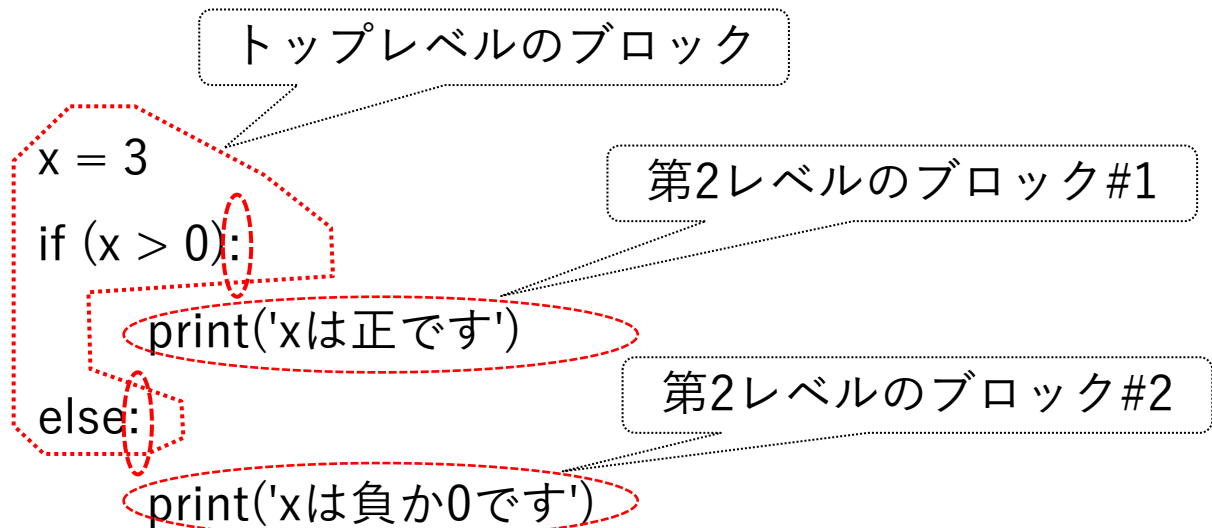 トップレベルのブロック
x = 3
第2レベルのブロック#1
if (x > 0):
print('xは正です')
第2レベルのブロック#2
else:
print('xは負か0です')